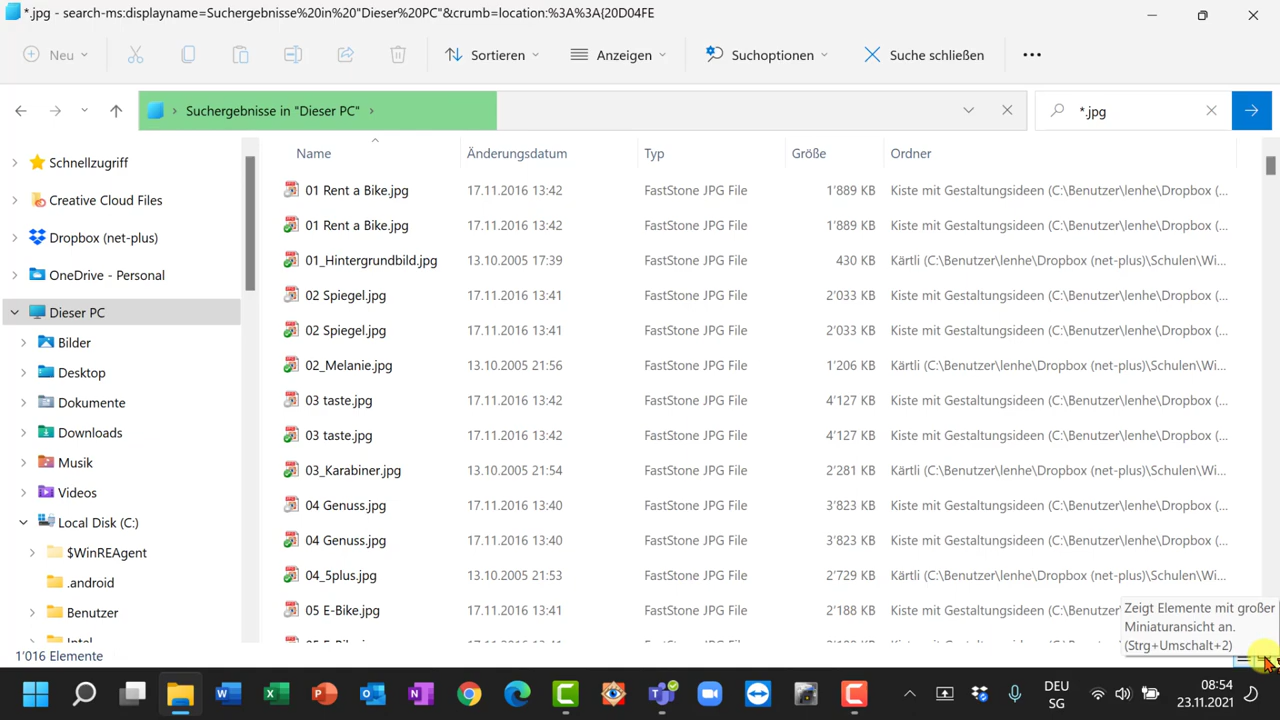 *.jpg - search-ms:displayname=Suchergebnisse%20in%20"Dieser%20PC"&crumb=location:%3A%3A{20D04FE
Neu
Sortieren
Anzeigen
Suchoptionen
Suche schließen
Suchergebnisse in "Dieser PC"
*.jpg
Schnellzugriff
Creative Cloud Files
Dropbox (net-plus)
OneDrive - Personal
Dieser PC
Bilder
Desktop
Dokumente
Downloads
Musik
Videos
Local Disk (C:)
$WinREAgent
.android
Benutzer
Intel
Name Änderungsdatum Typ Größe Ordner
01 Rent a Bike.jpg 17.11.2016 13:42 FastStone JPG File 1'889 KB Kiste mit Gestaltungsideen (C:\Benutzer\lenhe\Dropbox (...
01 Rent a Bike.jpg 17.11.2016 13:42 FastStone JPG File 1'889 KB Kiste mit Gestaltungsideen (C:\Benutzer\lenhe\Dropbox (...
01_Hintergrundbild.jpg 13.10.2005 17:39 FastStone JPG File 430 KB Kärtli (C:\Benutzer\lenhe\Dropbox (net-plus)\Schulen\Wi...
02 Spiegel.jpg 17.11.2016 13:41 FastStone JPG File 2'033 KB Kiste mit Gestaltungsideen (C:\Benutzer\lenhe\Dropbox (...
02 Spiegel.jpg 17.11.2016 13:41 FastStone JPG File 2'033 KB Kiste mit Gestaltungsideen (C:\Benutzer\lenhe\Dropbox (...
02_Melanie.jpg 13.10.2005 21:56 FastStone JPG File 1'206 KB Kärtli (C:\Benutzer\lenhe\Dropbox (net-plus)\Schulen\Wi...
03 taste.jpg 17.11.2016 13:42 FastStone JPG File 4'127 KB Kiste mit Gestaltungsideen (C:\Benutzer\lenhe\Dropbox (...
03 taste.jpg 17.11.2016 13:42 FastStone JPG File 4'127 KB Kiste mit Gestaltungsideen (C:\Benutzer\lenhe\Dropbox (...
03_Karabiner.jpg 13.10.2005 21:54 FastStone JPG File 2'281 KB Kärtli (C:\Benutzer\lenhe\Dropbox (net-plus)\Schulen\Wi...
04 Genuss.jpg 17.11.2016 13:40 FastStone JPG File 3'823 KB Kiste mit Gestaltungsideen (C:\Benutzer\lenhe\Dropbox (...
04 Genuss.jpg 17.11.2016 13:40 FastStone JPG File 3'823 KB Kiste mit Gestaltungsideen (C:\Benutzer\lenhe\Dropbox (...
04_5plus.jpg 13.10.2005 21:53 FastStone JPG File 2'729 KB Kärtli (C:\Benutzer\lenhe\Dropbox (net-plus)\Schulen\Wi...
05 E-Bike.jpg 17.11.2016 13:41 FastStone JPG File 2'188 KB Kiste mit Gestaltungsideen (C:\Benutzer
Zeigt Elemente mit großer
Miniaturansicht an.
(Strg+Umschalt+2)
1'016 Elemente
DEU
SG
08:54
23.11.2021